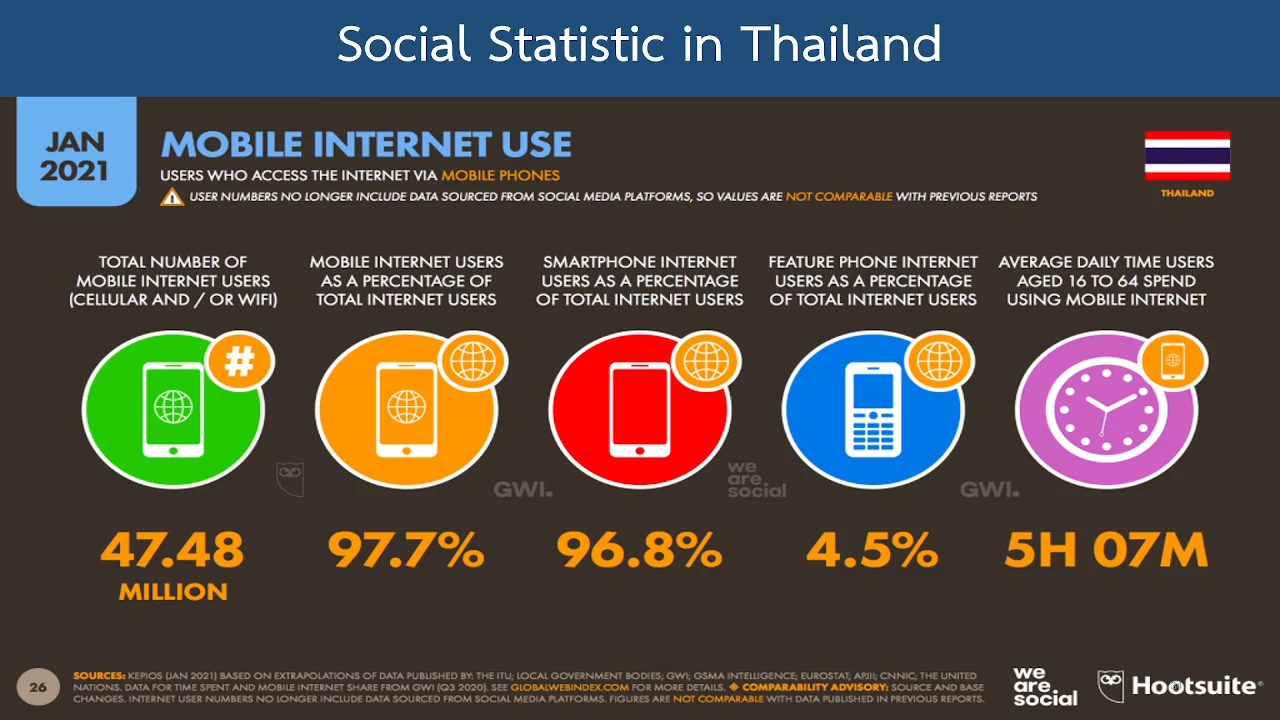 Social Statistic in Thailand
JAN
2021
MOBILE INTERNET USE
USERS WHO ACCESS THE INTERNET VIA MOBILE PHONES
USER NUMBERS NO LONGER INCLUDE DATA SOURCED FROM SOCIAL MEDIA PLATFORMS, SO VALUES ARE NOT COMPARABLE WITH PREVIOUS REPORTS
THAILAND
TOTAL NUMBER OF
MOBILE INTERNET USERS
(CELLULAR AND / OR WIFI)
#
47.48
MILLION
MOBILE INTERNET USERS
AS A PERCENTAGE OF
TOTAL INTERNET USERS
97.7%
SMARTPHONE INTERNET
USERS AS A PERCENTAGE
OF TOTAL INTERNET USERS
96.8%
FEATURE PHONE INTERNET
USERS AS A PERCENTAGE
OF TOTAL INTERNET USERS
4.5%
AVERAGE DAILY TIME USERS
AGED 16 TO 64 SPEND
USING MOBILE INTERNET
5H 07M
GWI.
we
are
social
GWI.
26
SOURCES: KEPIOS (JAN 2021) BASED ON EXTRAPOLATIONS OF DATA PUBLISHED BY: THE ITU; LOCAL GOVERNMENT BODIES; GWI; GSMA INTELLIGENCE; EUROSTAT; APJII; CNNIC; THE UNITED
NATIONS. DATA FOR TIME SPENT AND MOBILE INTERNET SHARE FROM GWI (Q3 2020). SEE GLOBALWEBINDEX.COM FOR MORE DETAILS. ❖ COMPARABILITY ADVISORY: SOURCE AND BASE
CHANGES. INTERNET USER NUMBERS NO LONGER INCLUDE DATA SOURCED FROM SOCIAL MEDIA PLATFORMS. FIGURES ARE NOT COMPARABLE WITH DATA PUBLISHED IN PREVIOUS REPORTS.
we
are
social
Hootsuite®